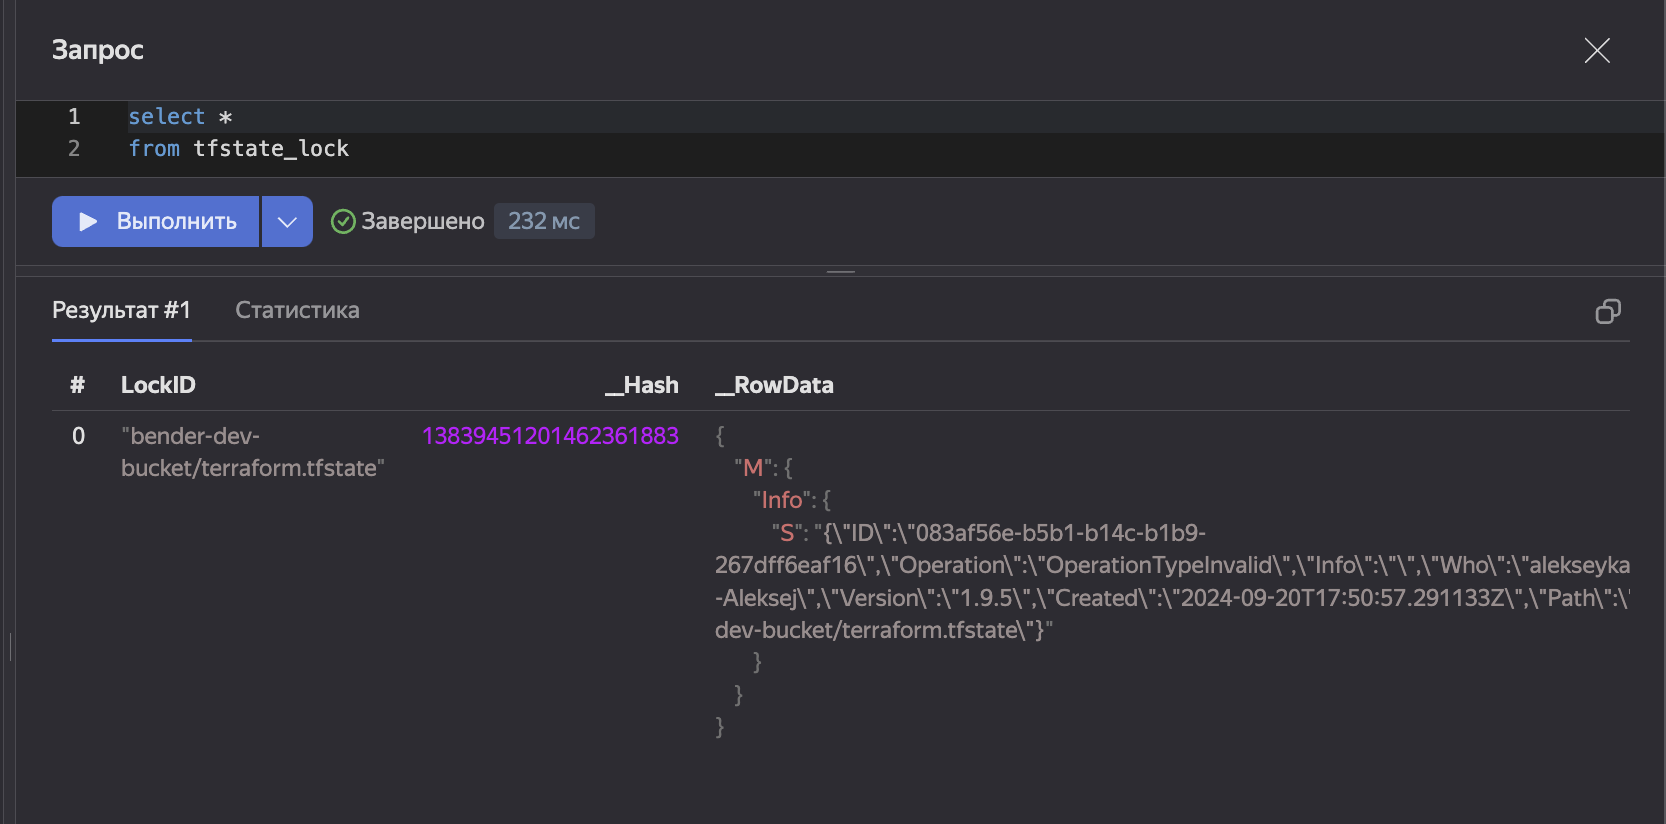 Запрос
1 select *
2 from tfstate_lock
Выполнить Завершено 232 мс
Результат #1 Статистика
# LockID __Hash __RowData
0 "bender-dev- 13839451201462361883 {
bucket/terraform.tfstate" "M": {
"Info": {
"S": "{\"ID\":\"083af56e-b5b1-b14c-b1b9-
267dff6eaf16\",\"Operation\":\"OperationTypeInvalid\",\"Info\":\"\",\"Who\":\"alekseyka
-Aleksej\",\"Version\":\"1.9.5\",\"Created\":\"2024-09-20T17:50:57.291133Z\",\"Path\":\"
dev-bucket/terraform.tfstate\"}"
}
}
}